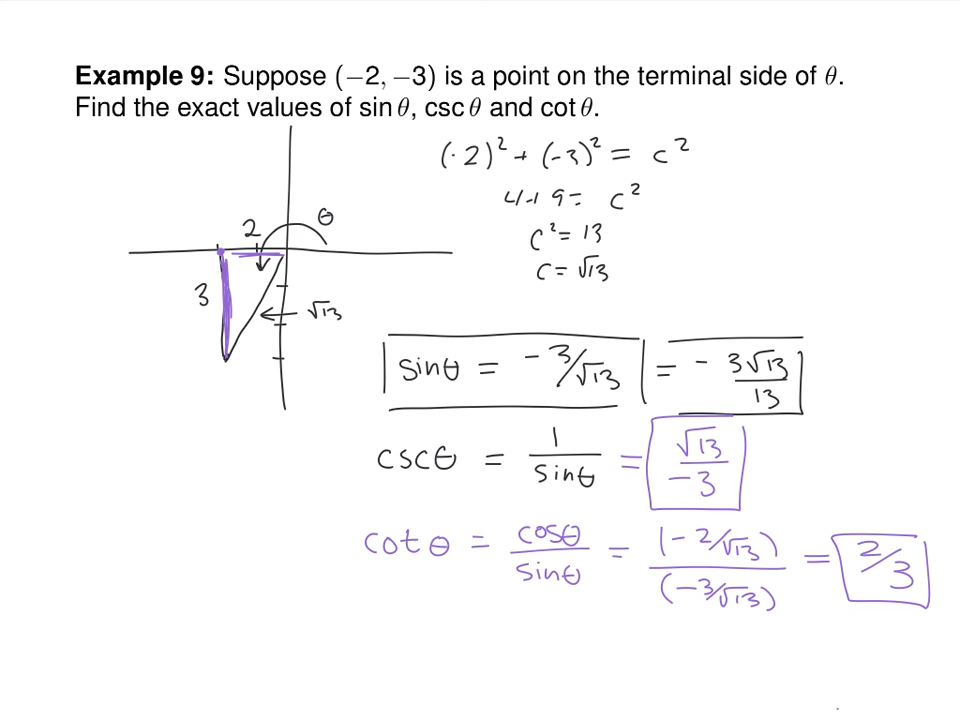 Example 9: Suppose (−2, −3) is a point on the terminal side of θ.
Find the exact values of sin θ, csc θ and cot θ.
(-2)² + (-3)² = c²
4+9 = c²
c² = 13
c = √13
θ
2
3
√13
sinθ = - 3/√13 = - 3√13/13
cscθ = 1/sinθ = √13/-3
cot θ = cosθ/sinθ = (-2/√13)/(-3/√13) = 2/3